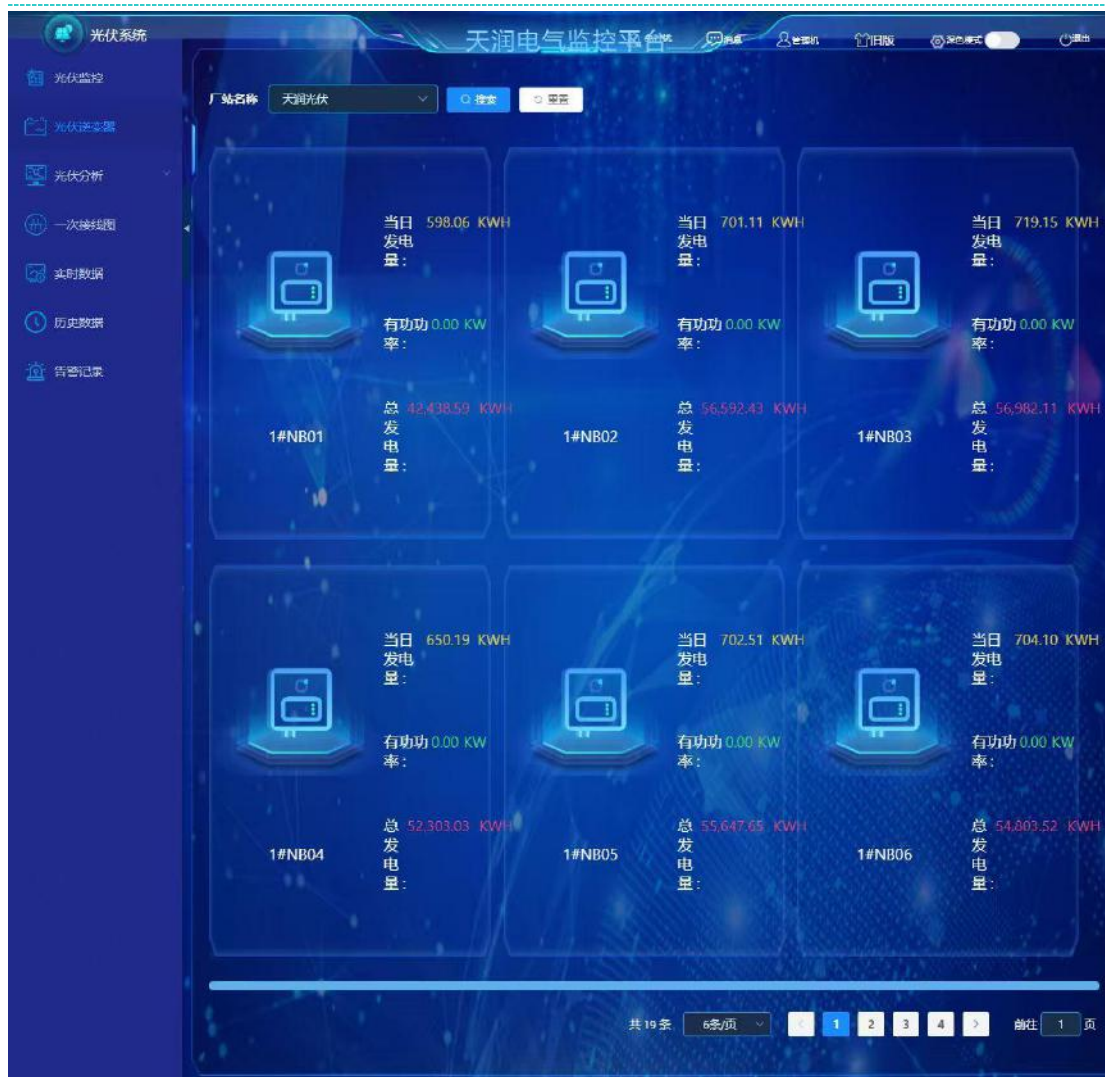 光伏系统
天润电气监控平台
消息
管理机
旧版
深色模式
退出
光伏监控
光伏逆变器
光伏分析
一次接线图
实时数据
历史数据
告警记录
厂站名称 天润光伏 搜索 重置
当日发电量: 598.06 KWH
有功功率: 0.00 KW
总发电量: 42,438.59 KWH
1#NB01
当日发电量: 701.11 KWH
有功功率: 0.00 KW
总发电量: 56,592.43 KWH
1#NB02
当日发电量: 719.15 KWH
有功功率: 0.00 KW
总发电量: 56,982.11 KWH
1#NB03
当日发电量: 650.19 KWH
有功功率: 0.00 KW
总发电量: 52,303.03 KWH
1#NB04
当日发电量: 702.51 KWH
有功功率: 0.00 KW
总发电量: 55,647.65 KWH
1#NB05
当日发电量: 704.10 KWH
有功功率: 0.00 KW
总发电量: 54,803.52 KWH
1#NB06
共 19 条 6条/页 < 1 2 3 4 > 前往 1 页